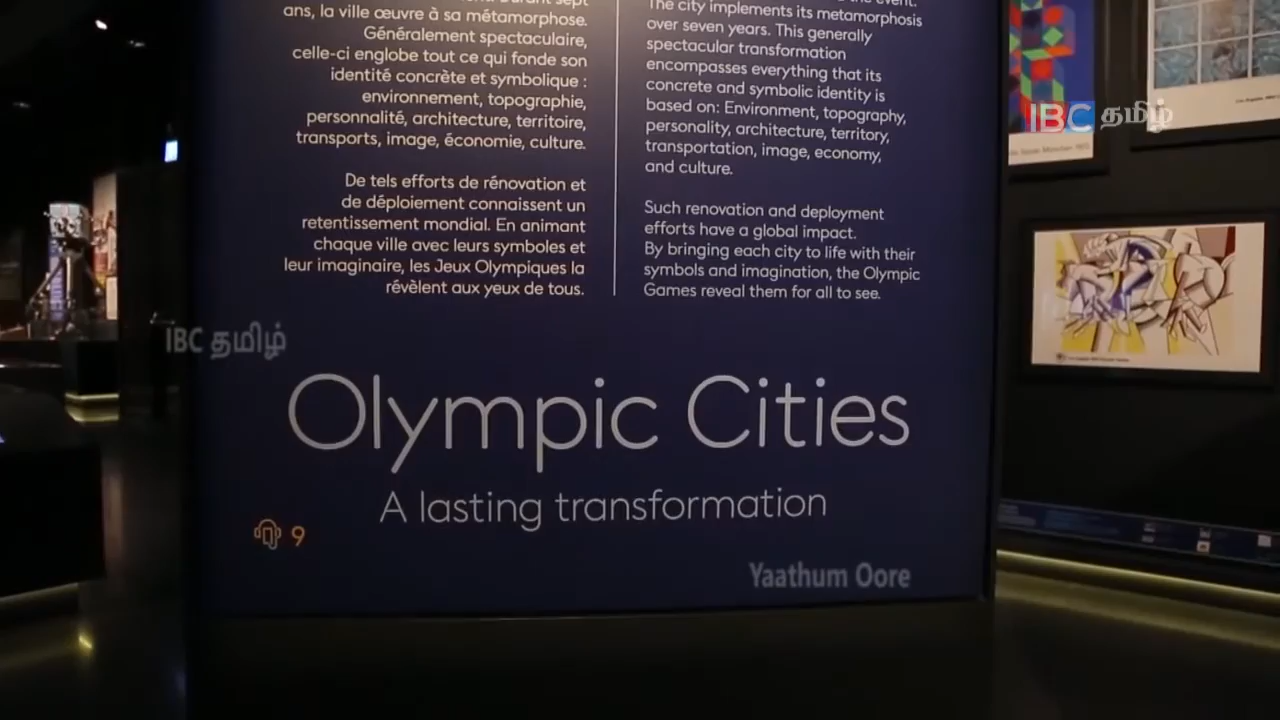 ans, la ville œuvre à sa métamorphose.
Généralement spectaculaire,
celle-ci englobe tout ce qui fonde son
identité concrète et symbolique :
environnement, topographie,
personnalité, architecture, territoire,
transports, image, économie, culture.
De tels efforts de rénovation et
de déploiement connaissent un
retentissement mondial. En animant
chaque ville avec leurs symboles et
leur imaginaire, les Jeux Olympiques la
révèlent aux yeux de tous.
The city implements its metamorphosis
over seven years. This generally
spectacular transformation
encompasses everything that its
concrete and symbolic identity is
based on: Environment, topography,
personality, architecture, territory,
transportation, image, economy,
and culture.
Such renovation and deployment
efforts have a global impact.
By bringing each city to life with their
symbols and imagination, the Olympic
Games reveal them for all to see.
Olympic Cities
A lasting transformation
9
IBC தமிழ்
IBC தமிழ்
Yaathum Oore